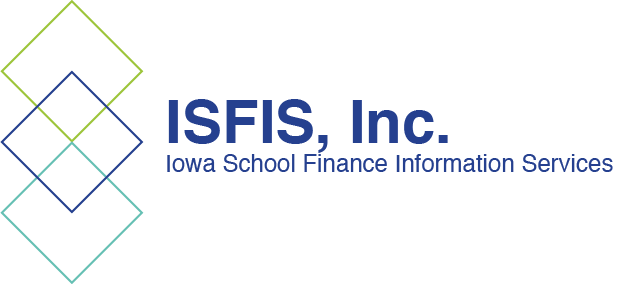 ISFIS, Inc.
Iowa School Finance Information Services